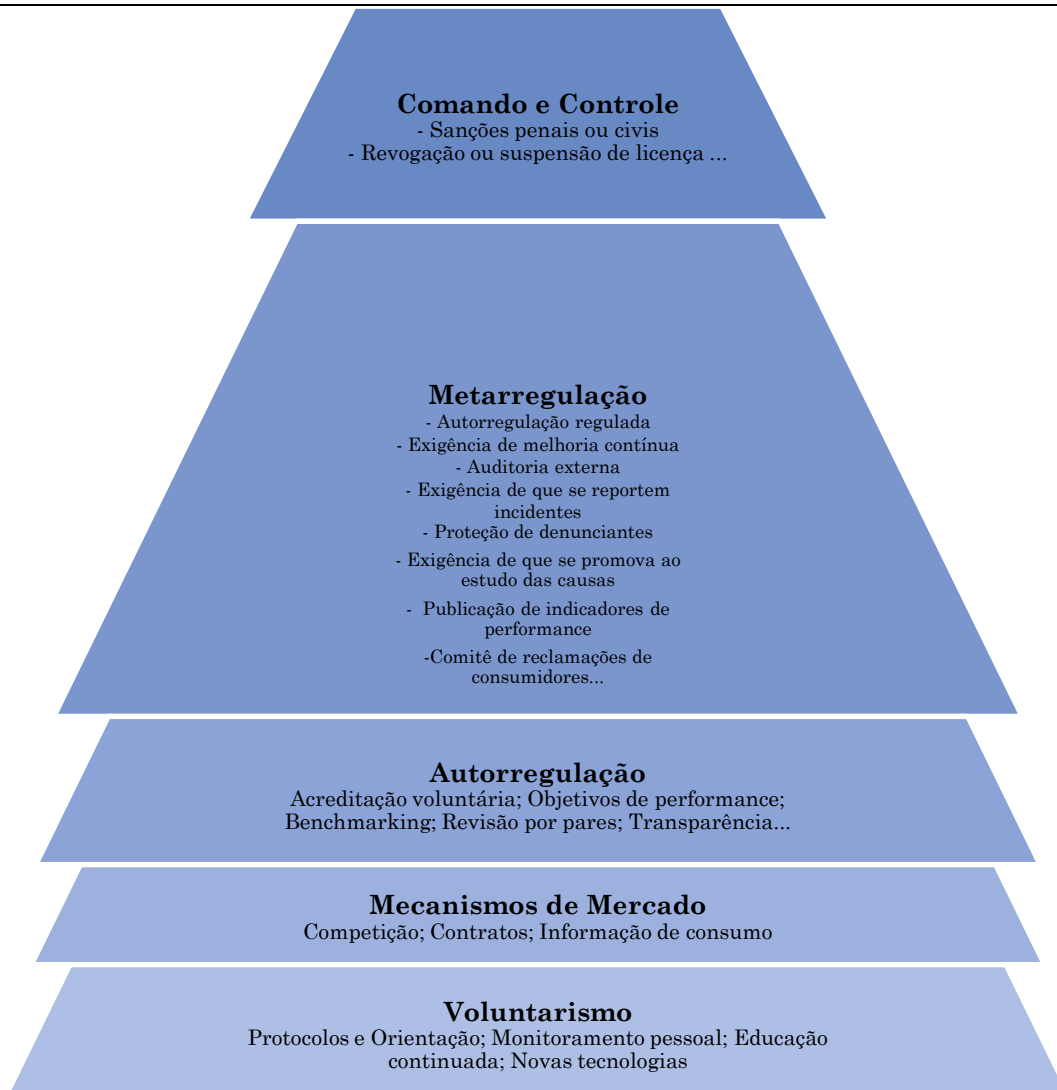 Comando e Controle
- Sanções penais ou civis
- Revogação ou suspensão de licença ...
Metarregulação
- Autorregulação regulada
- Exigência de melhoria contínua
- Auditoria externa
- Exigência de que se reportem
incidentes
- Proteção de denunciantes
- Exigência de que se promova ao
estudo das causas
- Publicação de indicadores de
performance
-Comitê de reclamações de
consumidores...
Autorregulação
Acreditação voluntária; Objetivos de performance;
Benchmarking; Revisão por pares; Transparência...
Mecanismos de Mercado
Competição; Contratos; Informação de consumo
Voluntarismo
Protocolos e Orientação; Monitoramento pessoal; Educação
continuada; Novas tecnologias